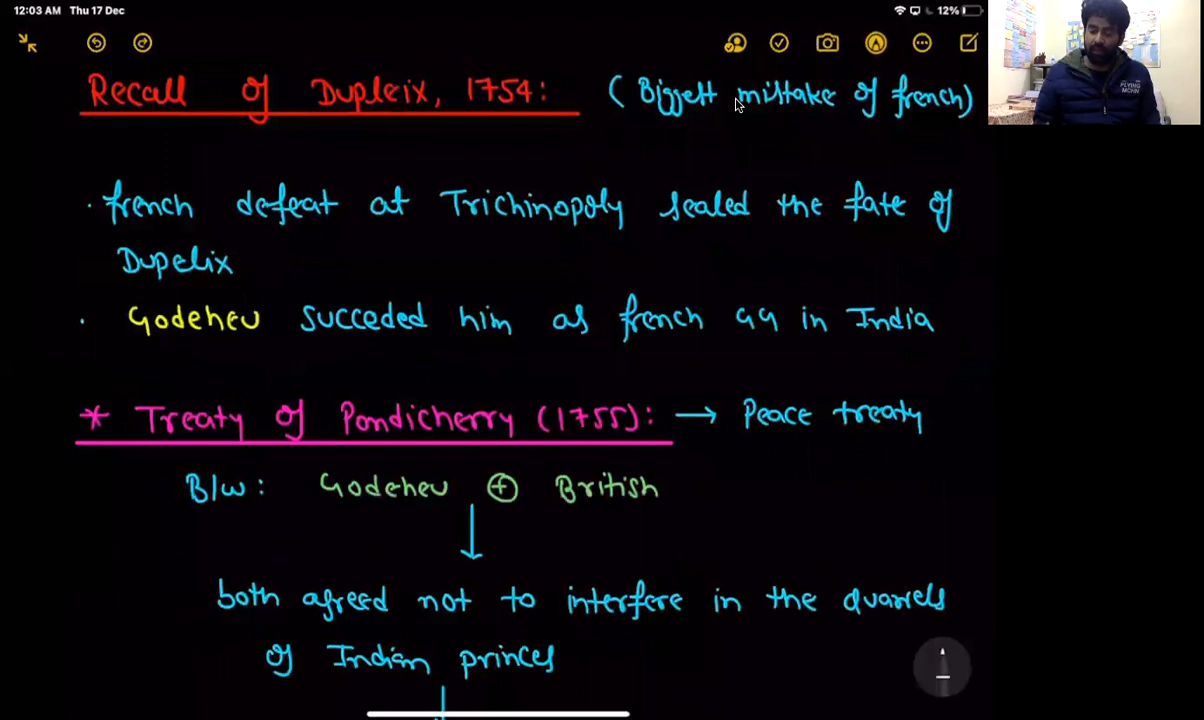 12:03 AM Thu 17 Dec
12%
Recall of Dupleix, 1754: (Biggest mistake of french)
FLYING
• french defeat at Trichinopoly sealed the fate of
Dupelix
• Godeheu succeded him as french GG in India
* Treaty of Pondicherry (1755): → Peace treaty
B/w: Godeheu + British
↓
both agreed not to interfere in the quarrels
of Indian princes